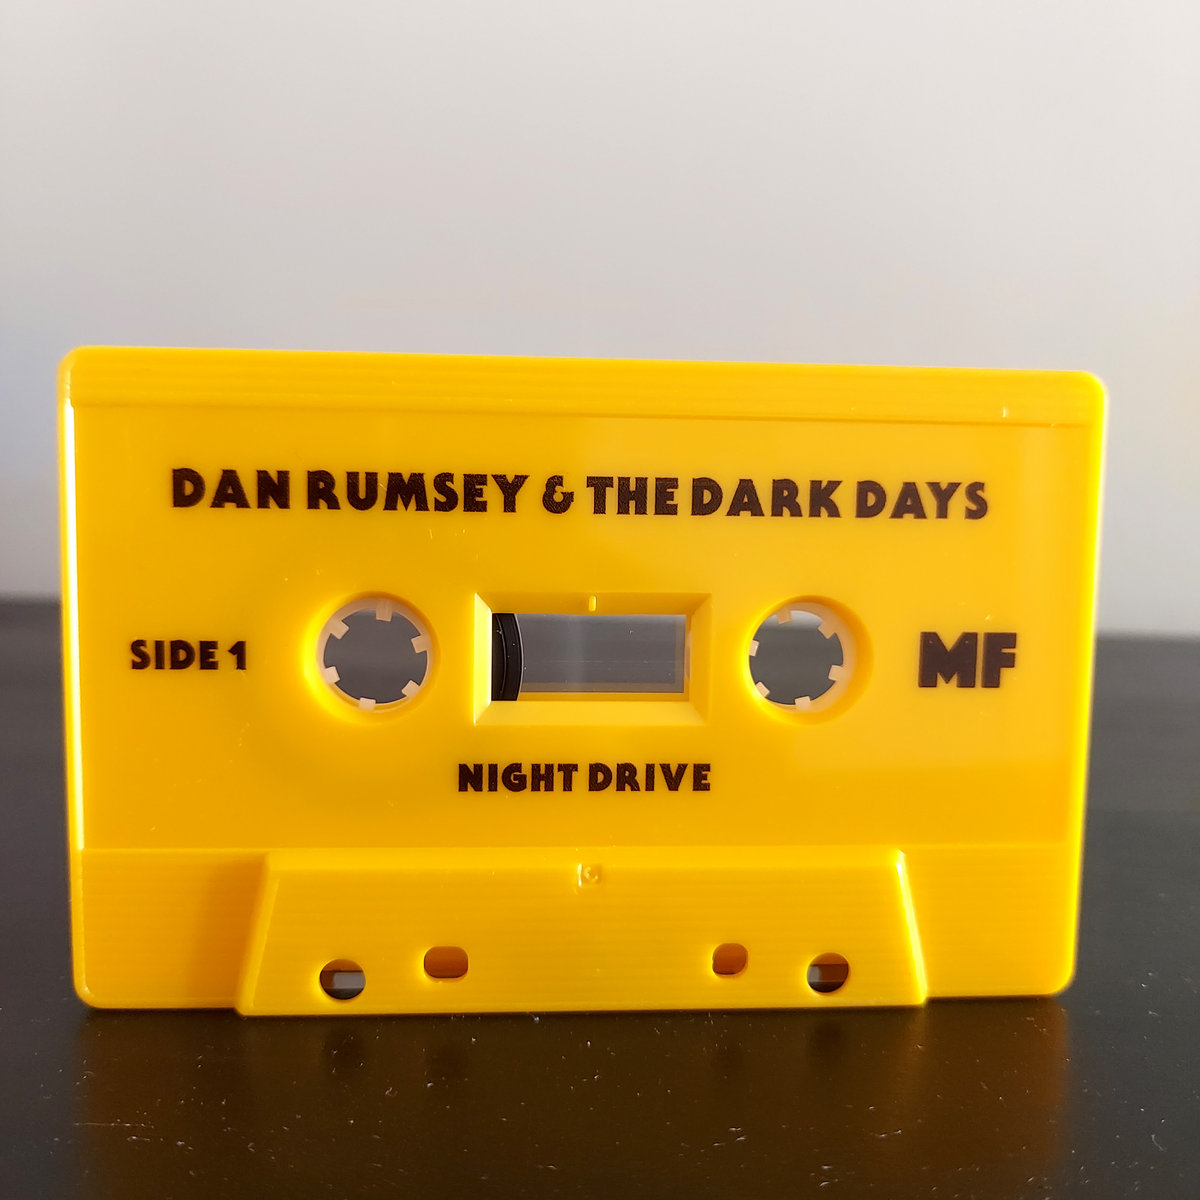 DAN RUMSEY & THE DARK DAYS
SIDE 1
MF
NIGHT DRIVE